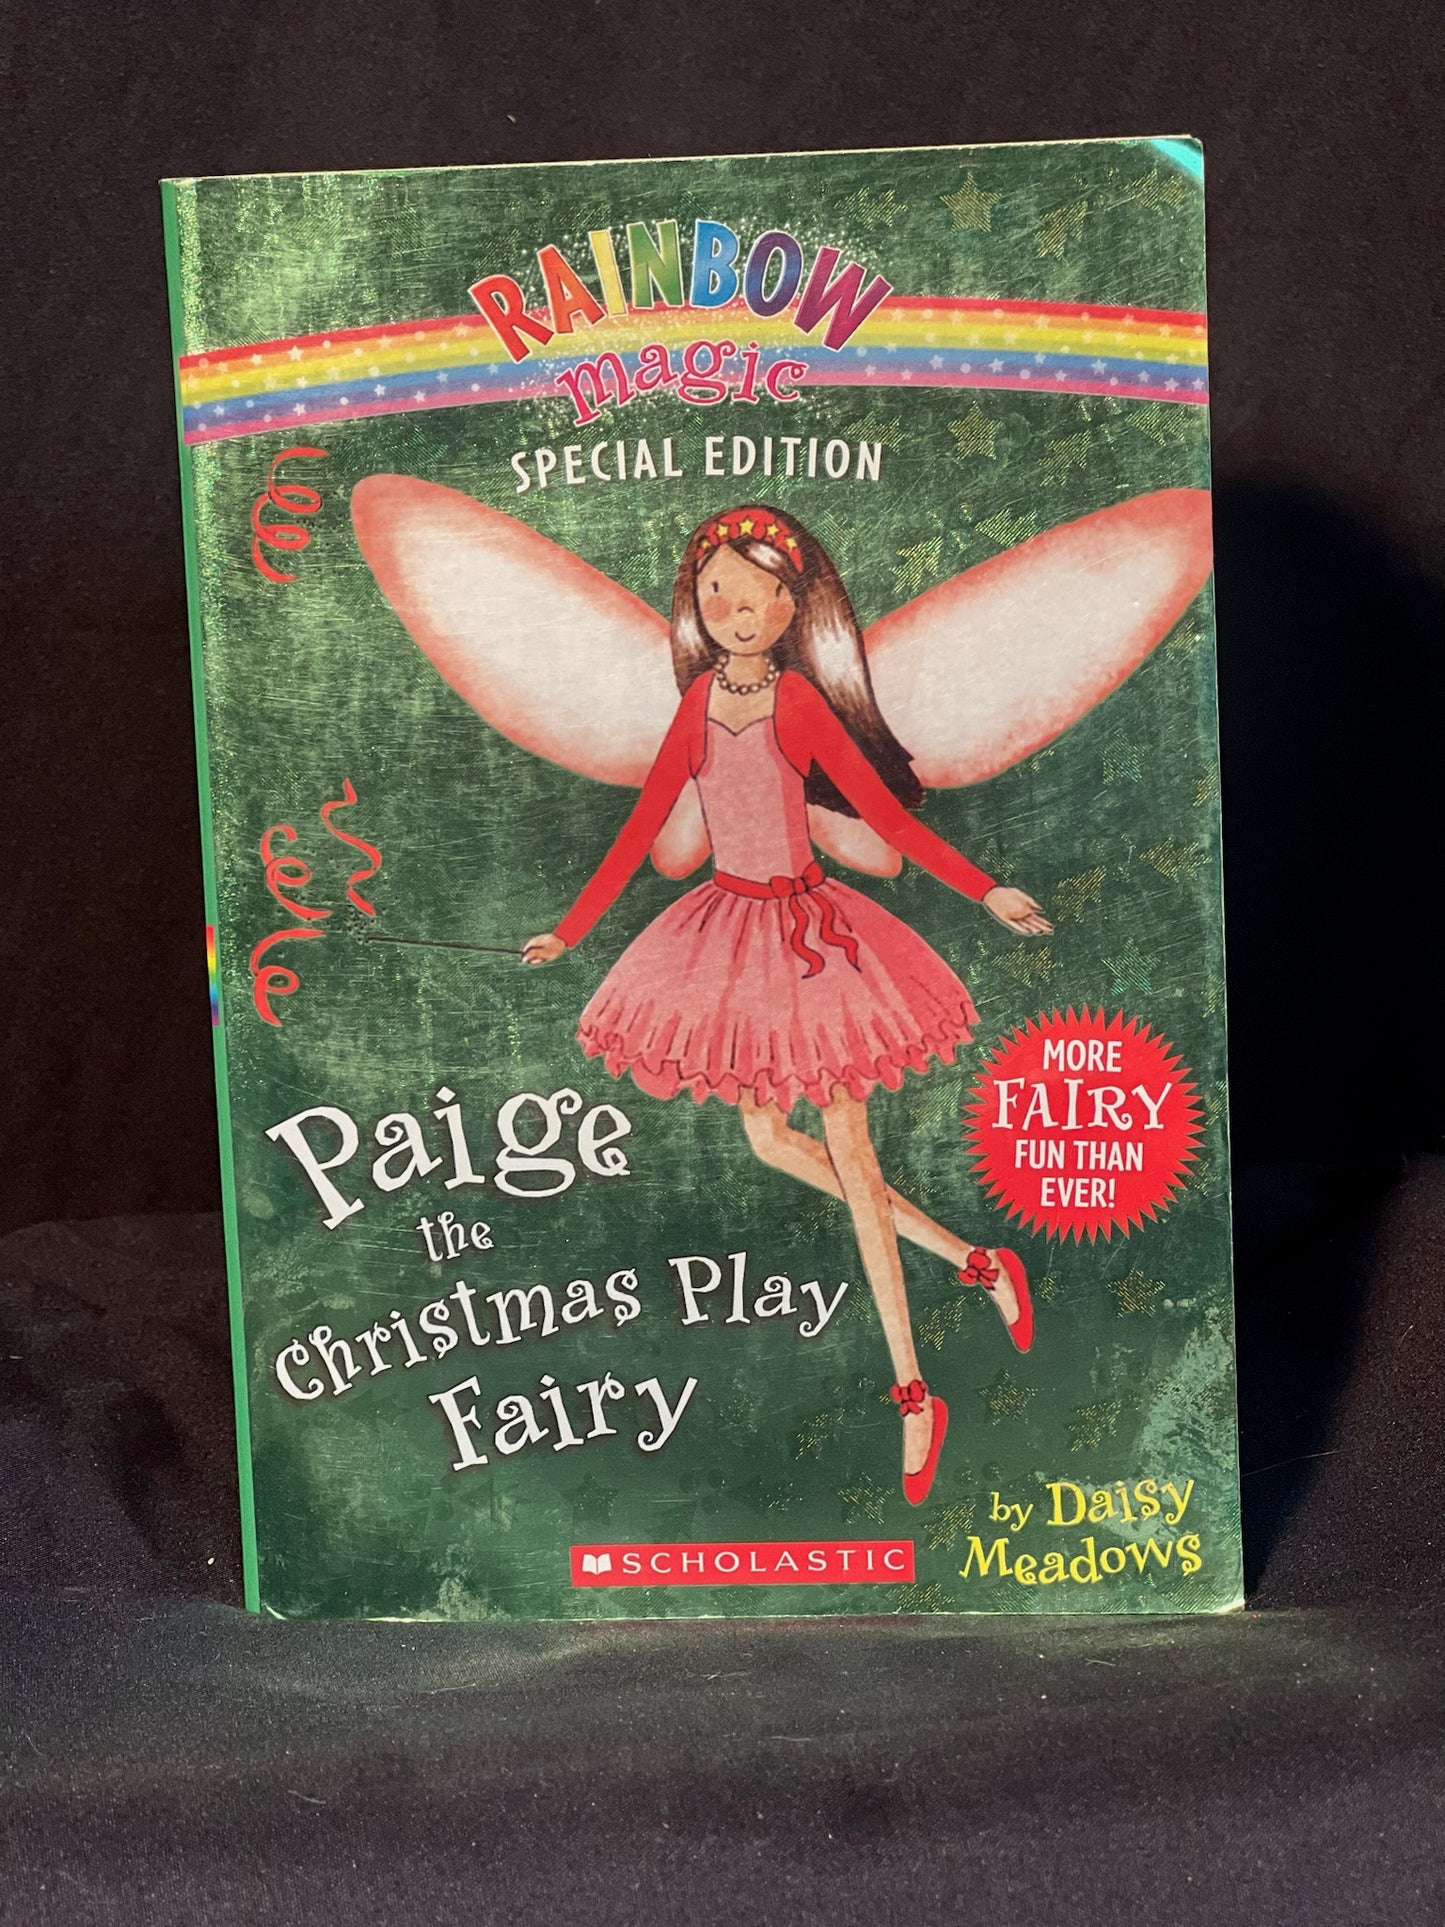 RAINBOW
magic
SPECIAL EDITION
MORE
FAIRY
FUN THAN
EVER!
Paige
the
Christmas Play
Fairy
by Daisy
Meadows
SCHOLASTIC